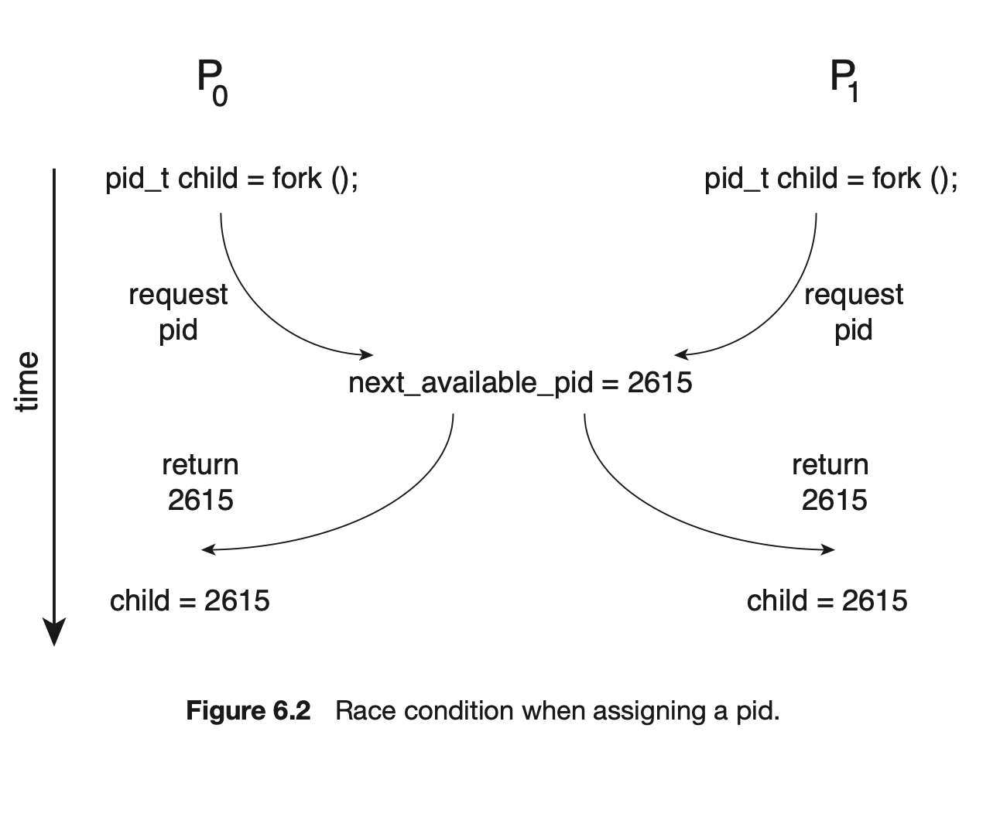 P0
P1
pid_t child = fork ();
pid_t child = fork ();
request
pid
request
pid
time
next_available_pid = 2615
return
2615
return
2615
child = 2615
child = 2615
Figure 6.2 Race condition when assigning a pid.